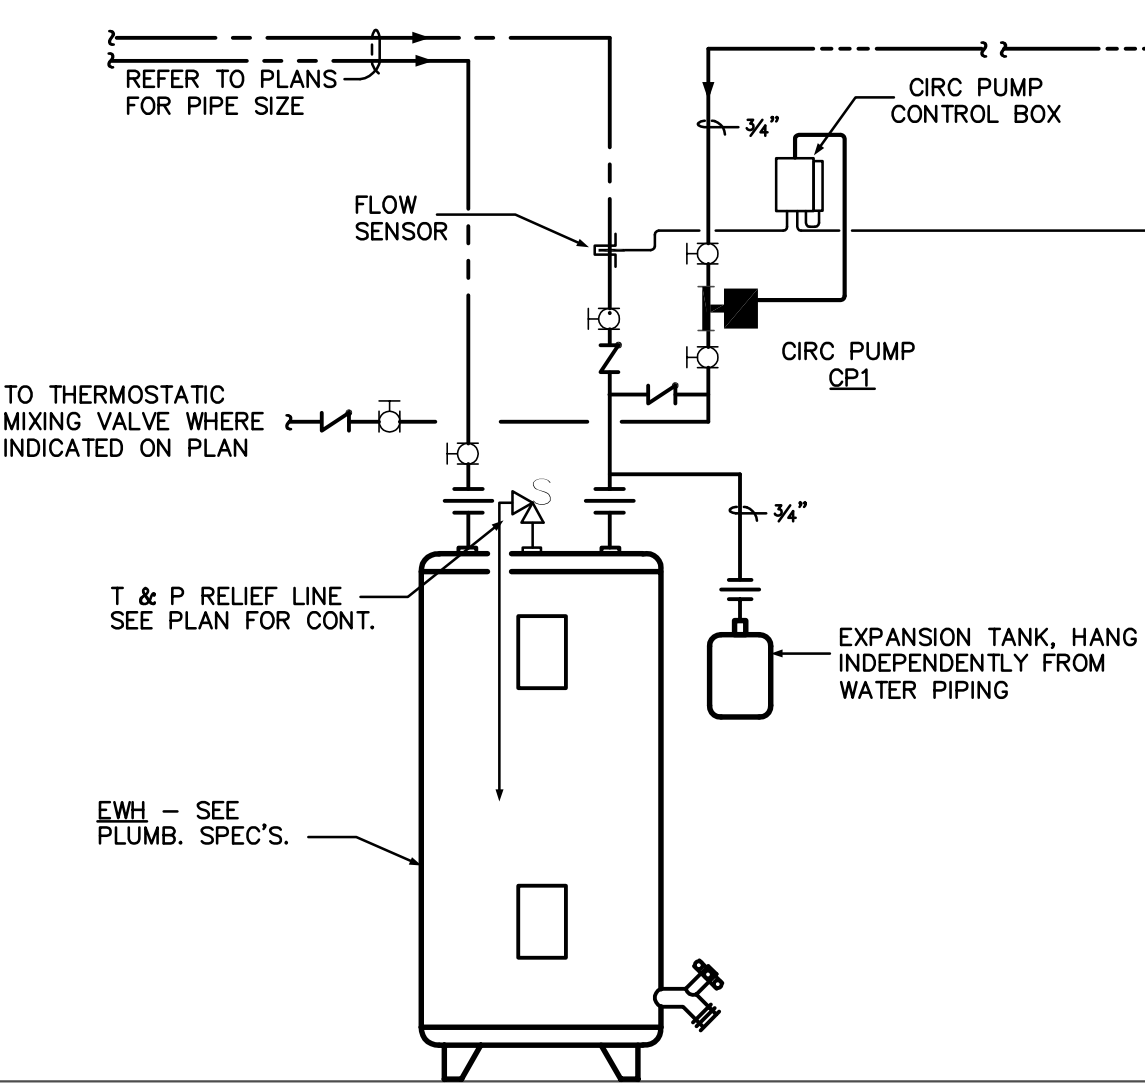 REFER TO PLANS
FOR PIPE SIZE
3/4"
CIRC PUMP
CONTROL BOX
FLOW
SENSOR
CIRC PUMP
CP1
TO THERMOSTATIC
MIXING VALVE WHERE
INDICATED ON PLAN
S
3/4"
T & P RELIEF LINE
SEE PLAN FOR CONT.
EXPANSION TANK, HANG
INDEPENDENTLY FROM
WATER PIPING
EWH – SEE
PLUMB. SPEC'S.